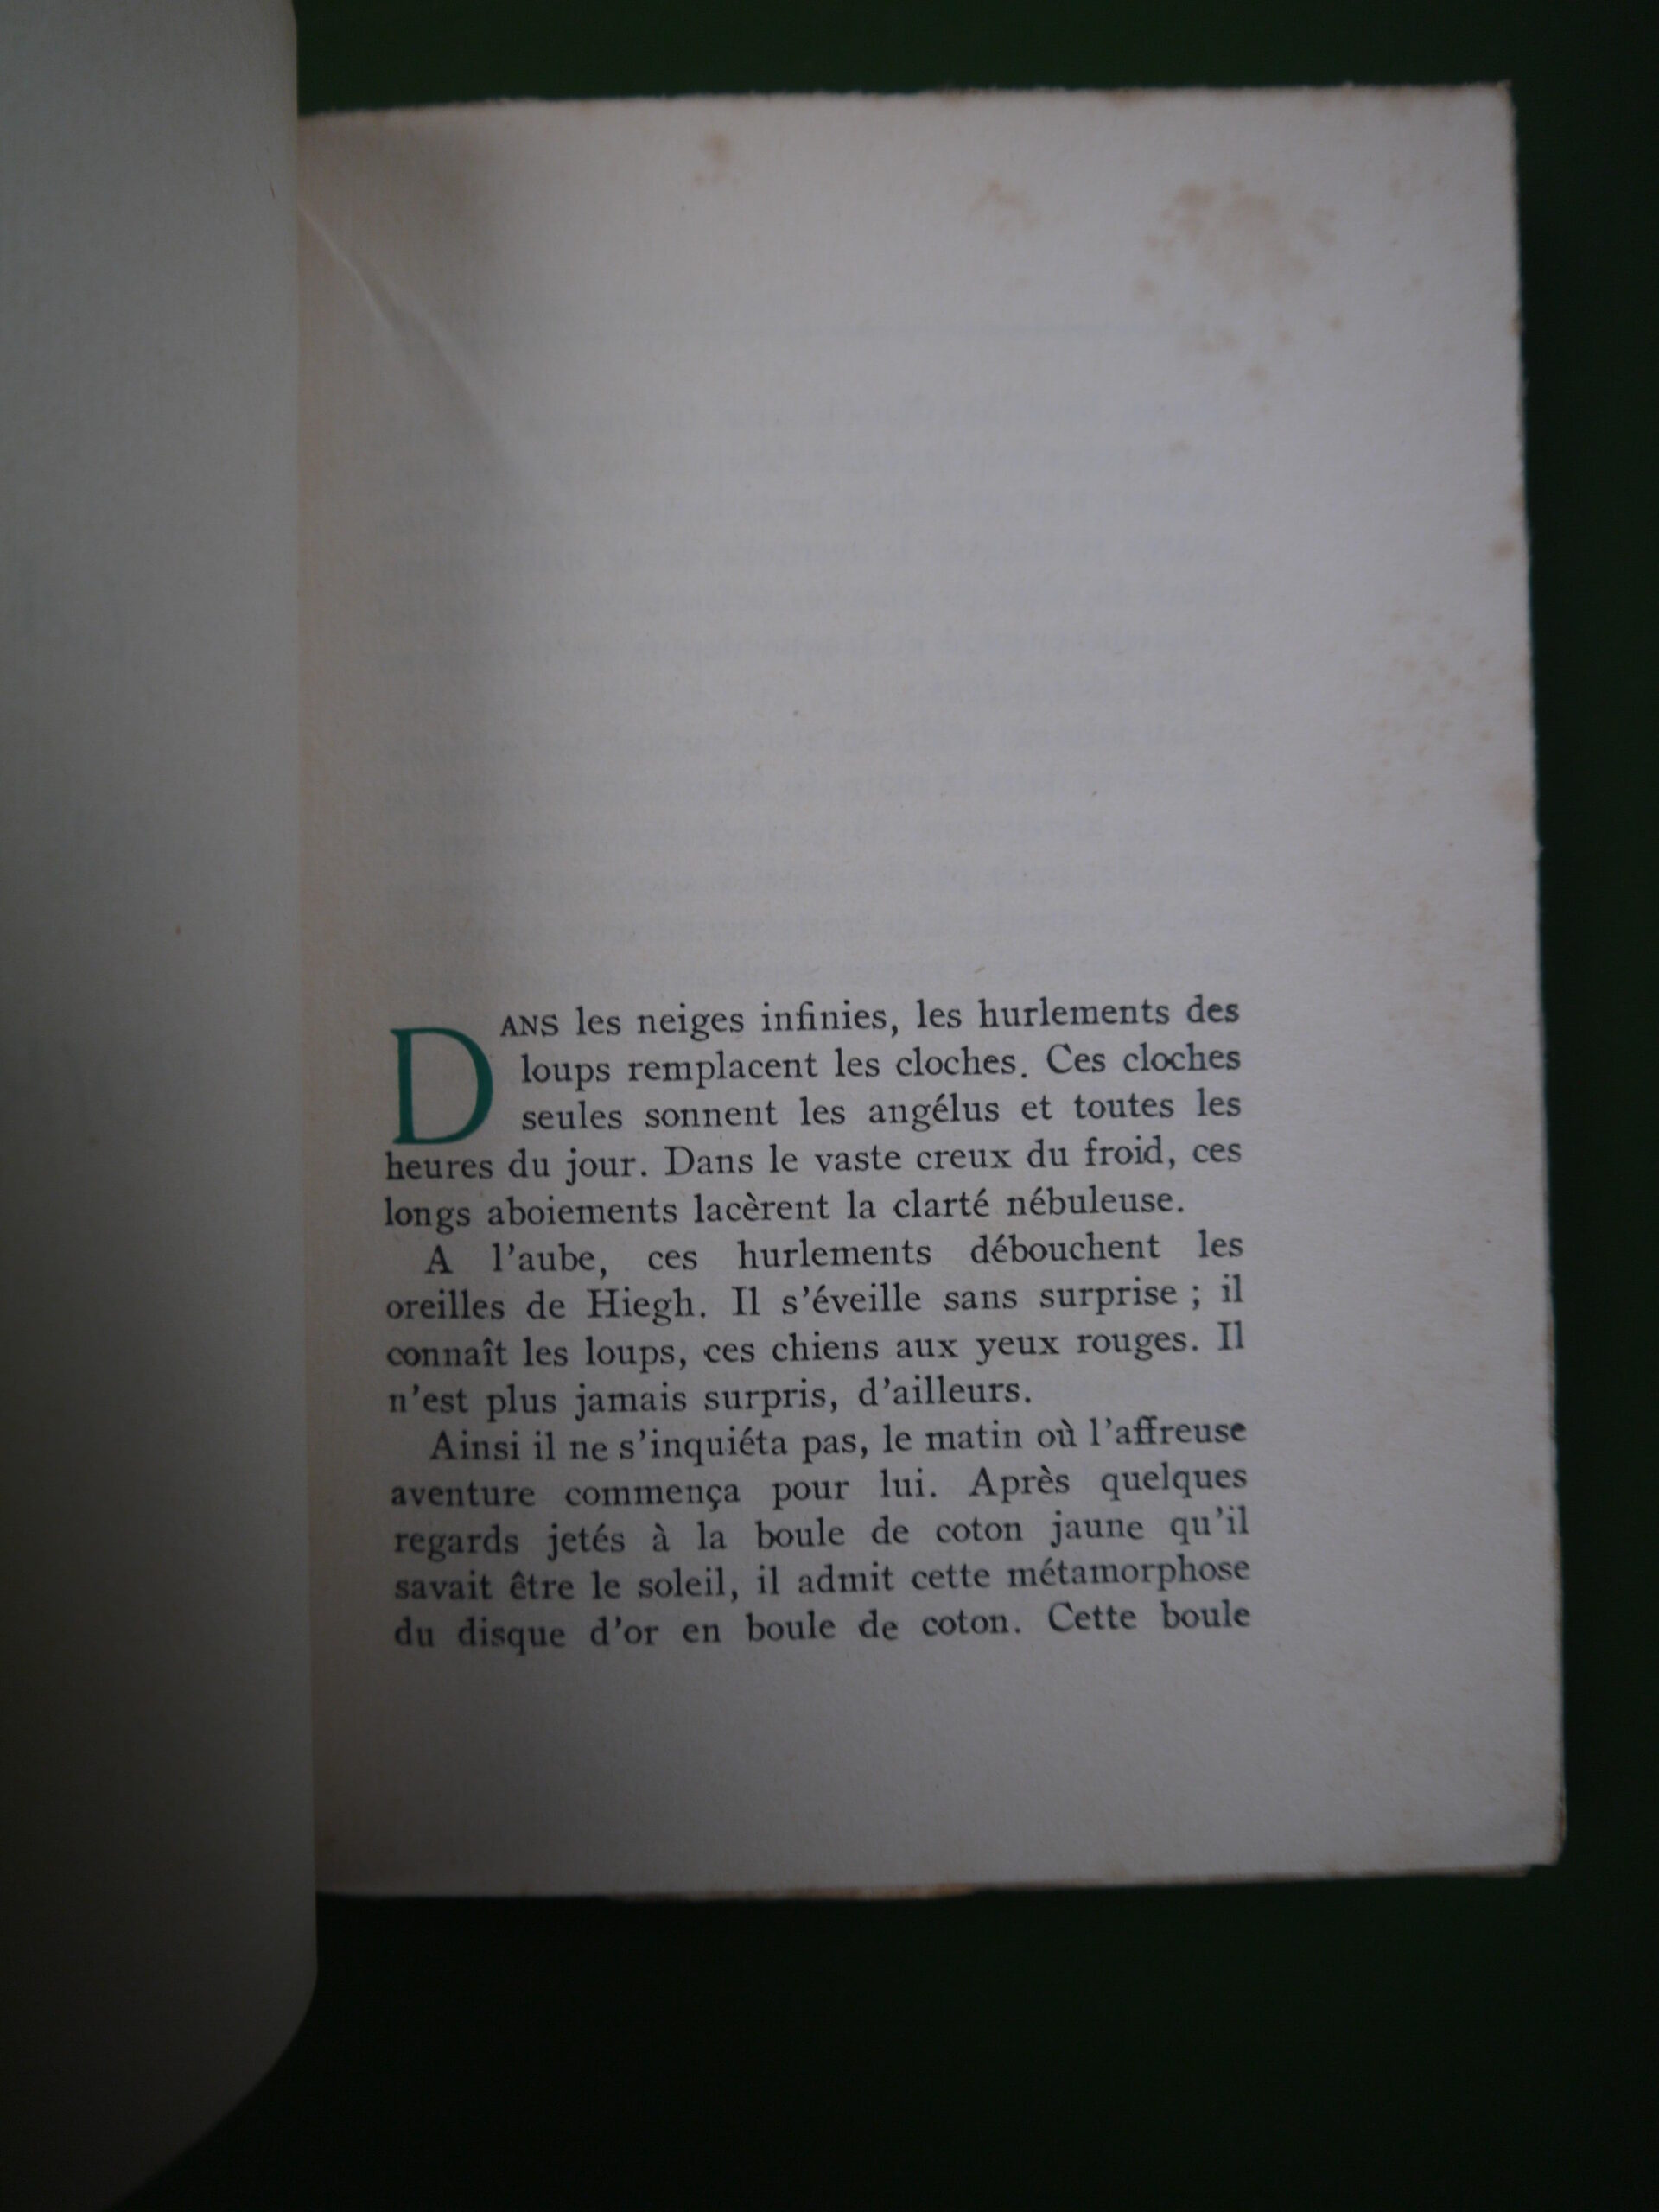 DANS les neiges infinies, les hurlements des
loups remplacent les cloches. Ces cloches
seules sonnent les angélus et toutes les
heures du jour. Dans le vaste creux du froid, ces
longs aboiements lacèrent la clarté nébuleuse.
A l'aube, ces hurlements débouchent les
oreilles de Hiegh. Il s'éveille sans surprise ; il
connaît les loups, ces chiens aux yeux rouges. Il
n'est plus jamais surpris, d'ailleurs.
Ainsi il ne s'inquiéta pas, le matin où l'affreuse
aventure commença pour lui. Après quelques
regards jetés à la boule de coton jaune qu'il
savait être le soleil, il admit cette métamorphose
du disque d'or en boule de coton. Cette boule